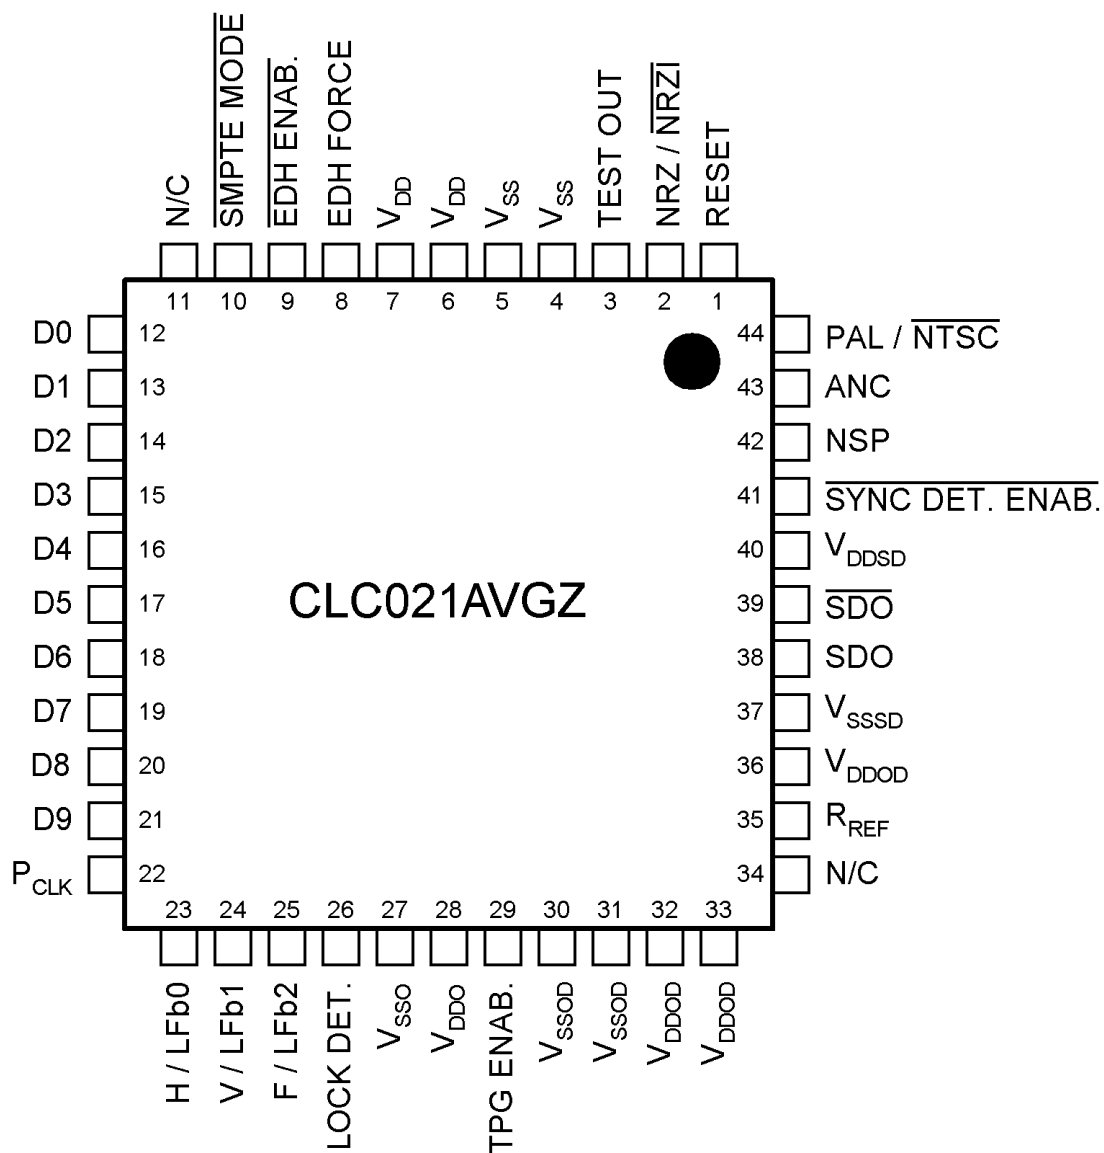 N/C
SMPTE MODE
EDH ENAB.
EDH FORCE
VDD
VDD
VSS
VSS
TEST OUT
NRZ / NRZI
RESET
11 10 9 8 7 6 5 4 3 2 1
D0 12
D1 13
D2 14
D3 15
D4 16
D5 17
D6 18
D7 19
D8 20
D9 21
PCLK 22
CLC021AVGZ
44 PAL / NTSC
43 ANC
42 NSP
41 SYNC DET. ENAB.
40 VDDSD
39 SDO
38 SDO
37 VSSSD
36 VDDOD
35 RREF
34 N/C
23 24 25 26 27 28 29 30 31 32 33
H / LFb0
V / LFb1
F / LFb2
LOCK DET.
VSSO
VDDO
TPG ENAB.
VSSOD
VSSOD
VDDOD
VDDOD